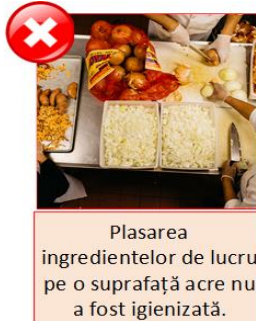 Plasarea
ingredientelor de lucru
pe o suprafață acre nu
a fost igienizată.